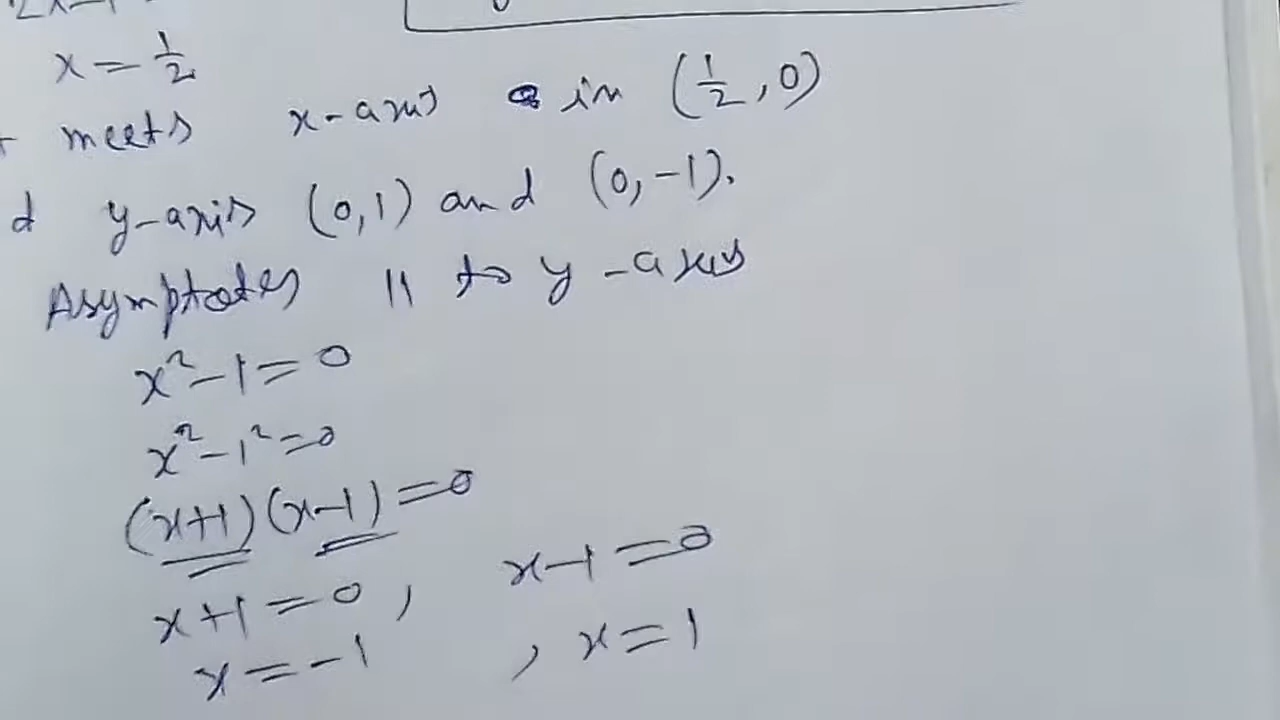 x = 1/2
meets x-axis in (1/2, 0)
d y-axis (0,1) and (0,-1).
Asymptotes || to y-axis
x²-1=0
x²-1²=0
(x+1)(x-1)=0
x+1=0, x-1=0
x=-1, x=1